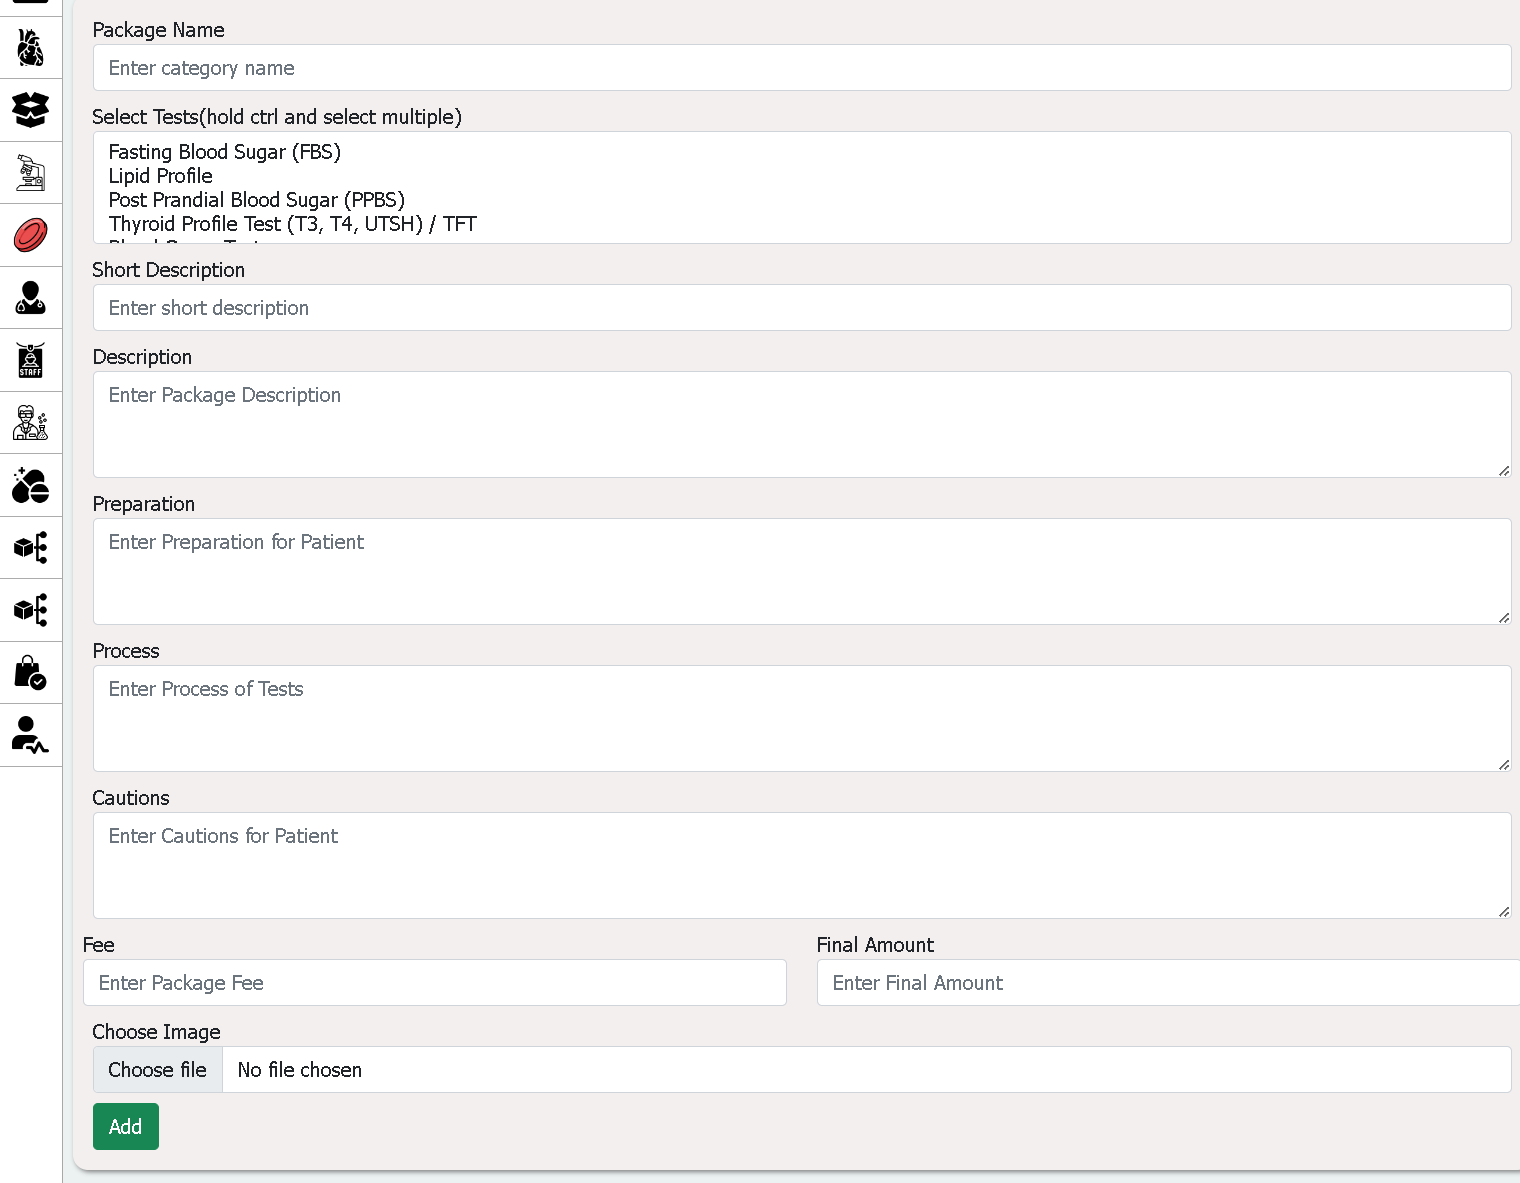 Package Name
Enter category name
Select Tests(hold ctrl and select multiple)
Fasting Blood Sugar (FBS)
Lipid Profile
Post Prandial Blood Sugar (PPBS)
Thyroid Profile Test (T3, T4, UTSH) / TFT
Short Description
Enter short description
Description
Enter Package Description
STAFF
Preparation
Enter Preparation for Patient
Process
Enter Process of Tests
Cautions
Enter Cautions for Patient
Fee
Final Amount
Enter Package Fee
Enter Final Amount
Choose Image
Choose file No file chosen
Add